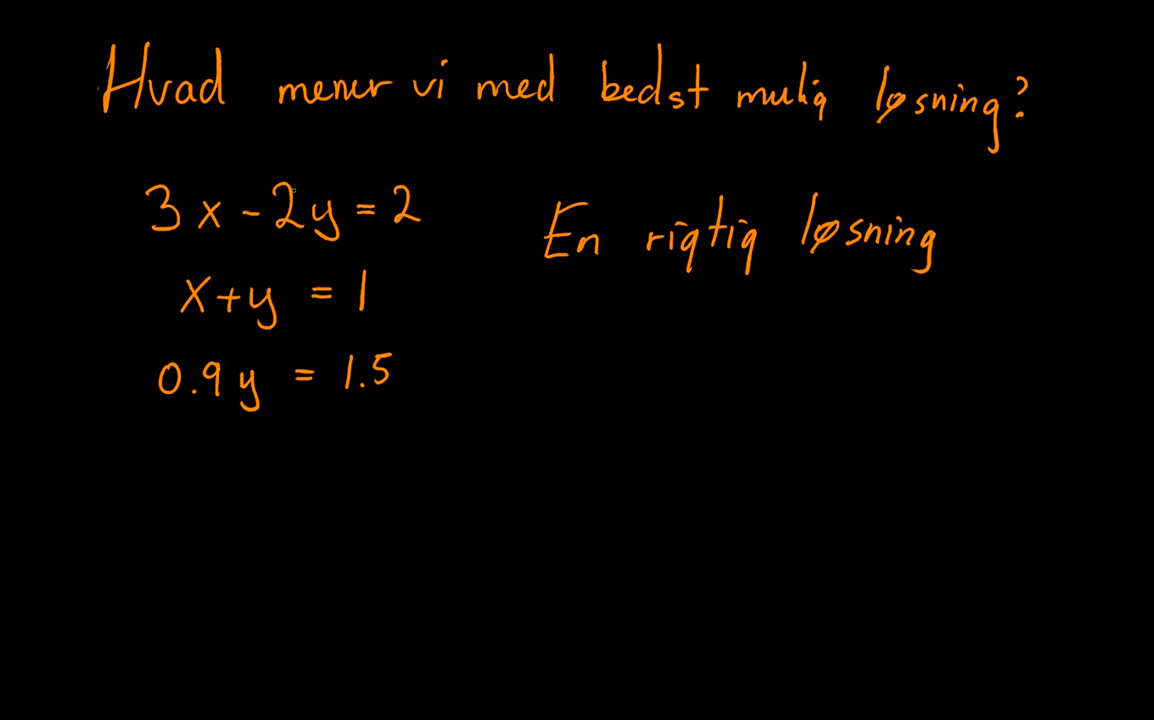 Hvad mener vi med bedst mulig løsning?
3x - 2y = 2
En rigtig løsning
x + y = 1
0.9y = 1.5